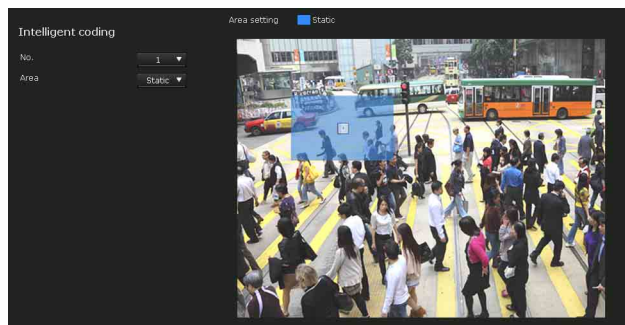 Area setting Static
Intelligent coding
No. 1
Area Static